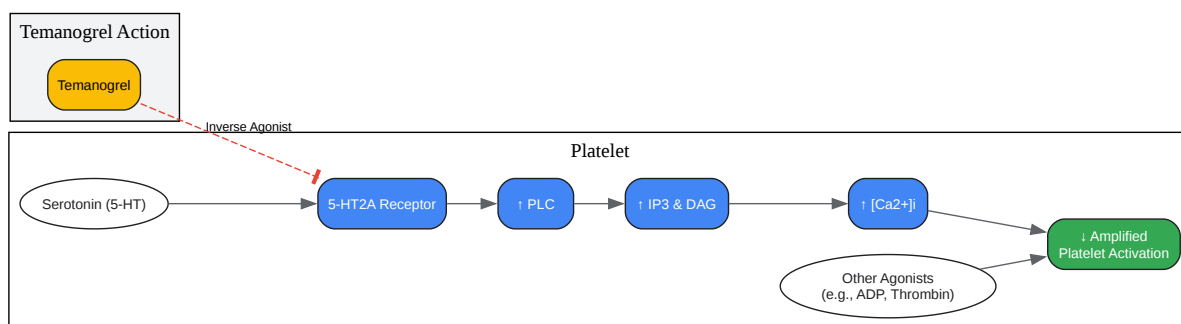 Temanogrel Action
Temanogrel
Inverse Agonist
Platelet
Serotonin (5-HT)
5-HT2A Receptor
↑ PLC
↑ IP3 & DAG
↑ [Ca2+]i
↓ Amplified
Platelet Activation
Other Agonists
(e.g., ADP, Thrombin)